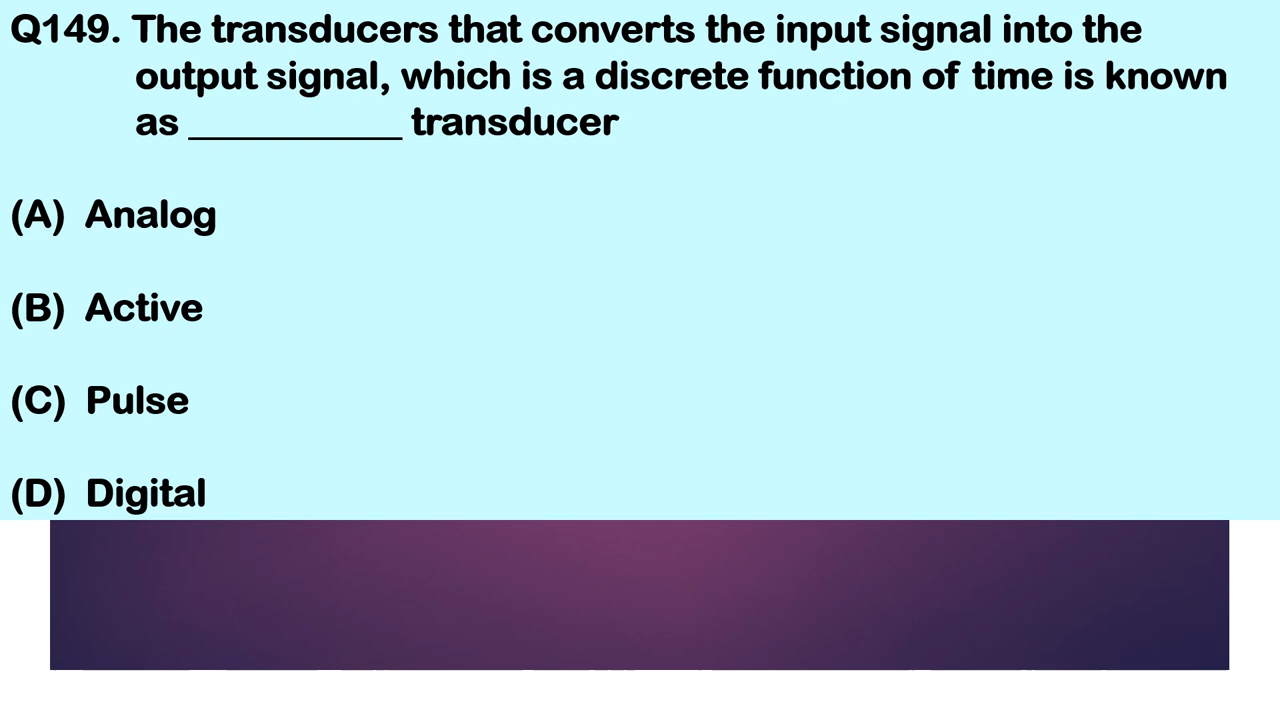 Q149. The transducers that converts the input signal into the
output signal, which is a discrete function of time is known
as ___________ transducer
(A) Analog
(B) Active
(C) Pulse
(D) Digital